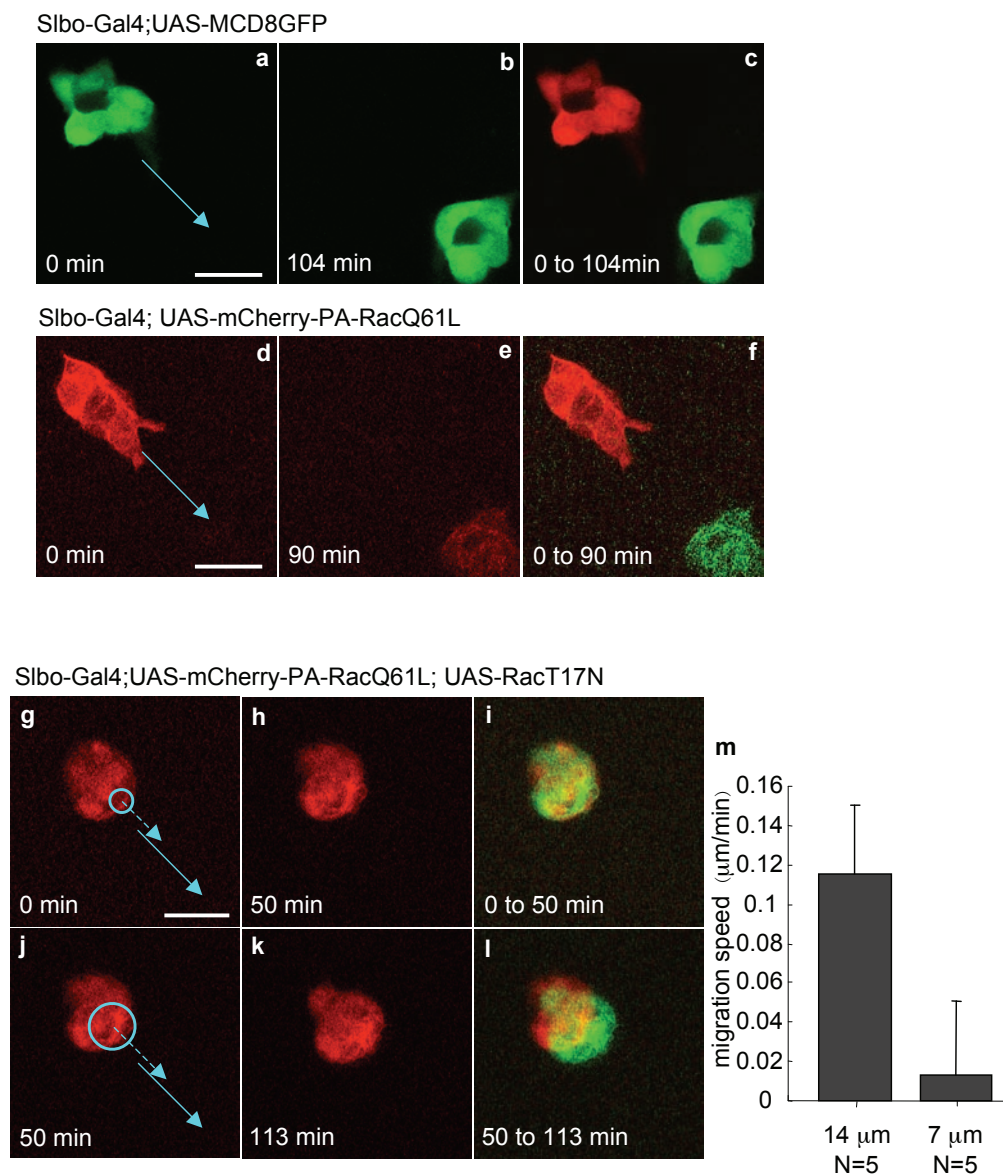 Slbo-Gal4;UAS-MCD8GFP
a
b
c
0 min
104 min
0 to 104min
Slbo-Gal4; UAS-mCherry-PA-RacQ61L
d
e
f
0 min
90 min
0 to 90 min
Slbo-Gal4;UAS-mCherry-PA-RacQ61L; UAS-RacT17N
g
h
i
0 min
50 min
0 to 50 min
j
k
l
50 min
113 min
50 to 113 min
m
migration speed (μm/min)
0.16
0.14
0.12
0.1
0.08
0.06
0.04
0.02
0
14 μm
7 μm
N=5
N=5